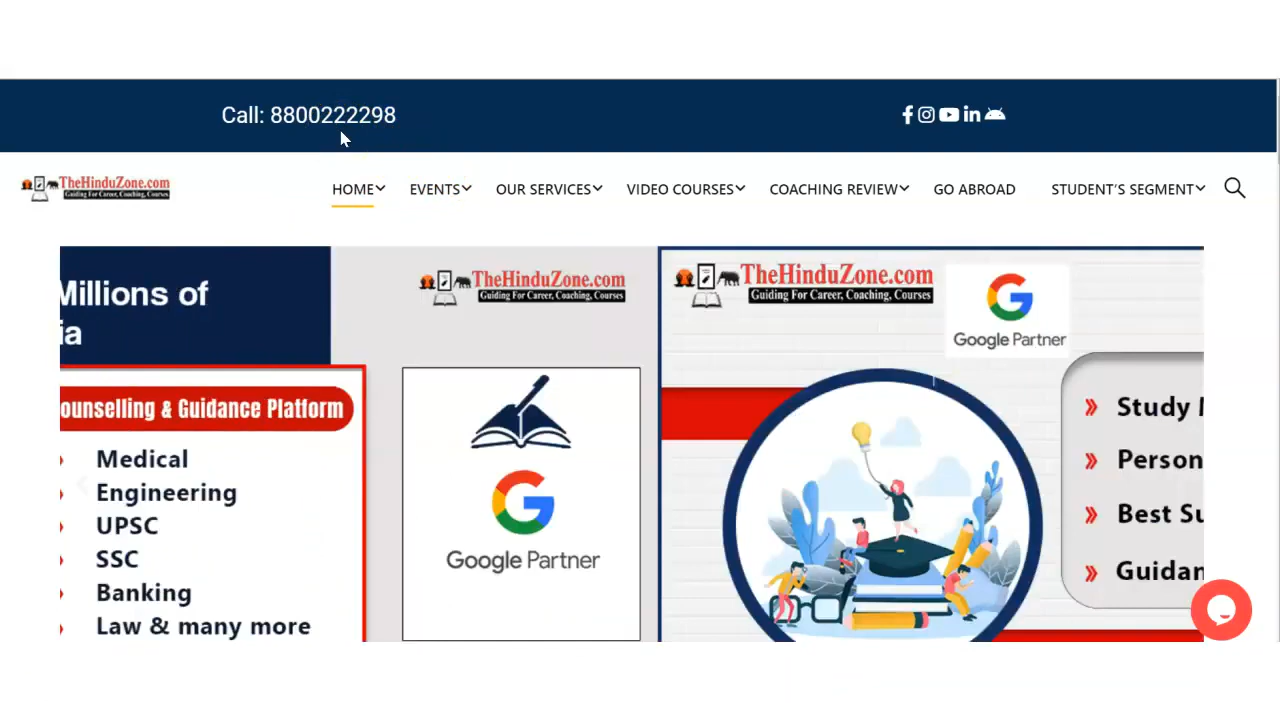 Call: 8800222298
TheHinduZone.com
Guiding For Career, Coaching, Courses
HOME EVENTS OUR SERVICES VIDEO COURSES COACHING REVIEW GO ABROAD STUDENT'S SEGMENT
Millions of
ia
ounselling & Guidance Platform
Medical
Engineering
UPSC
SSC
Banking
Law & many more
TheHinduZone.com
Guiding For Career, Coaching, Courses
Google Partner
TheHinduZone.com
Guiding For Career, Coaching, Courses
Google Partner
Study
Person
Best Su
Guidan